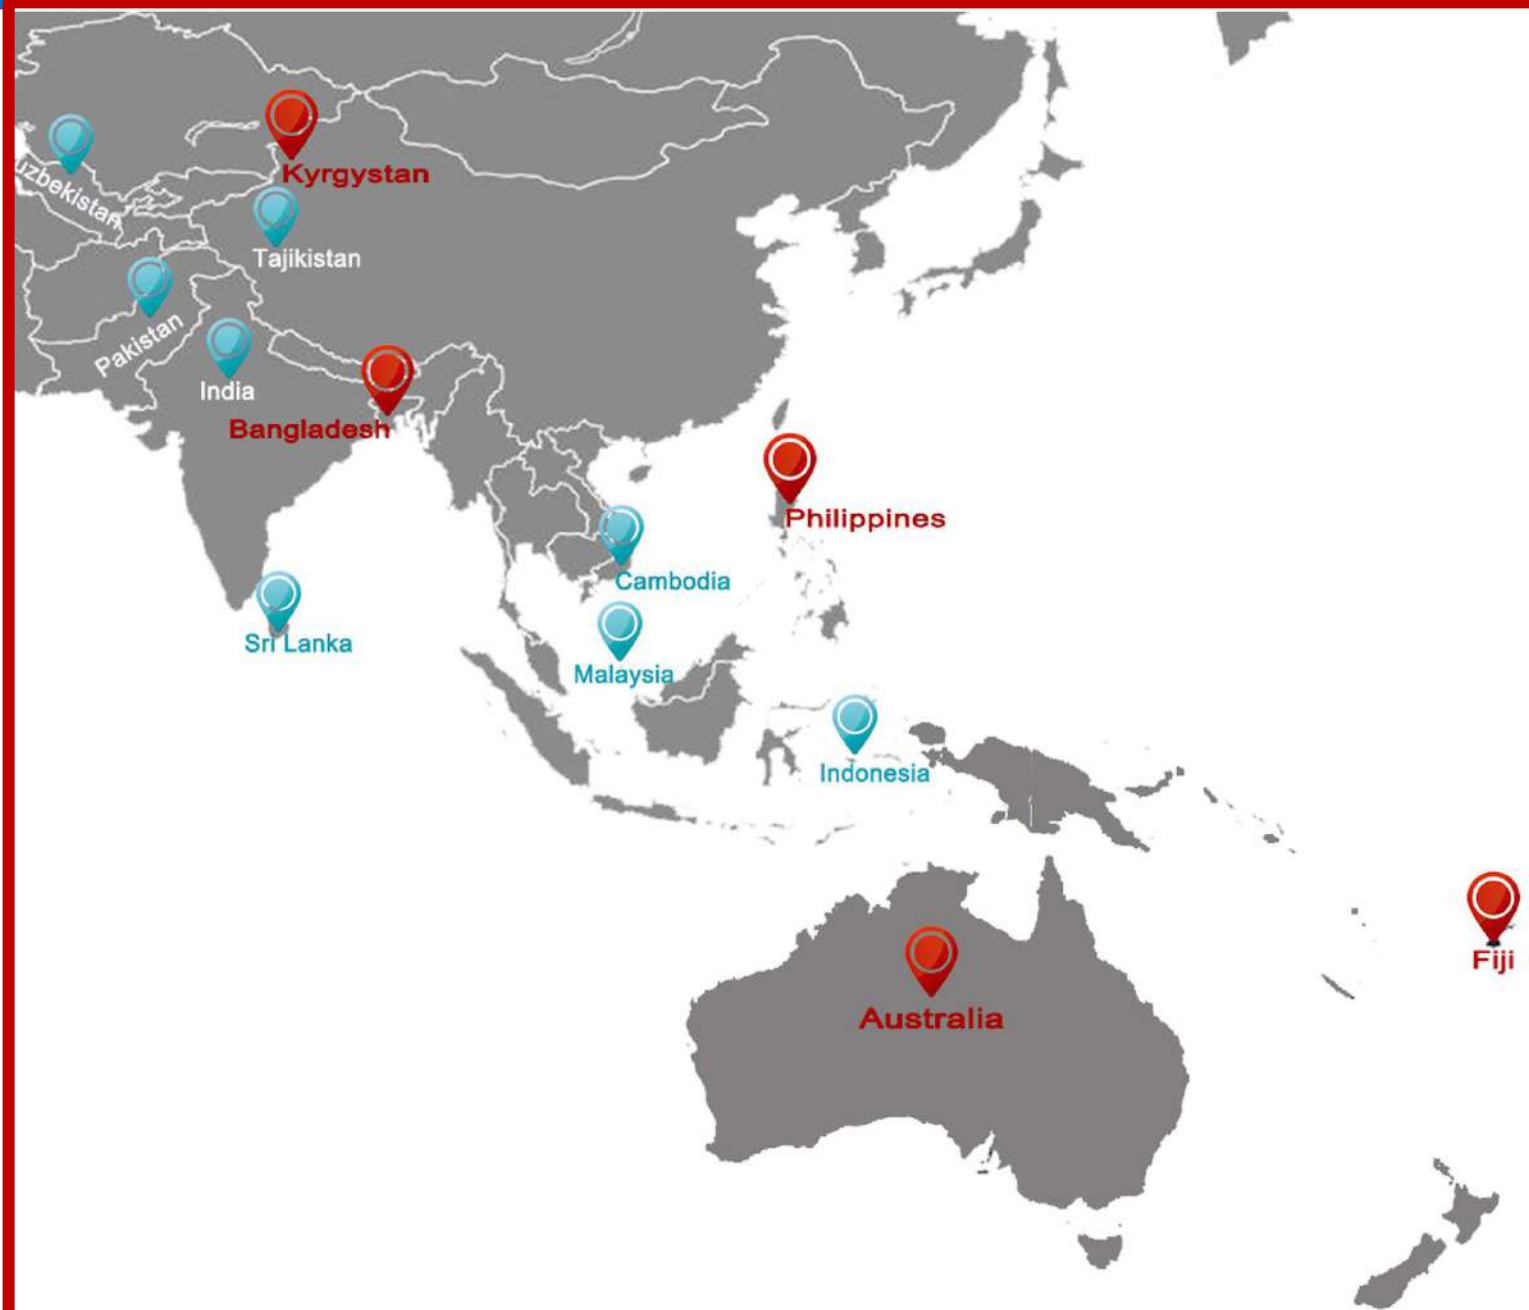 Kyrgystan
uzbekistan
Tajikistan
Pakistan
India
Bangladesh
Philippines
Cambodia
Sri Lanka
Malaysia
Indonesia
Fiji
Australia